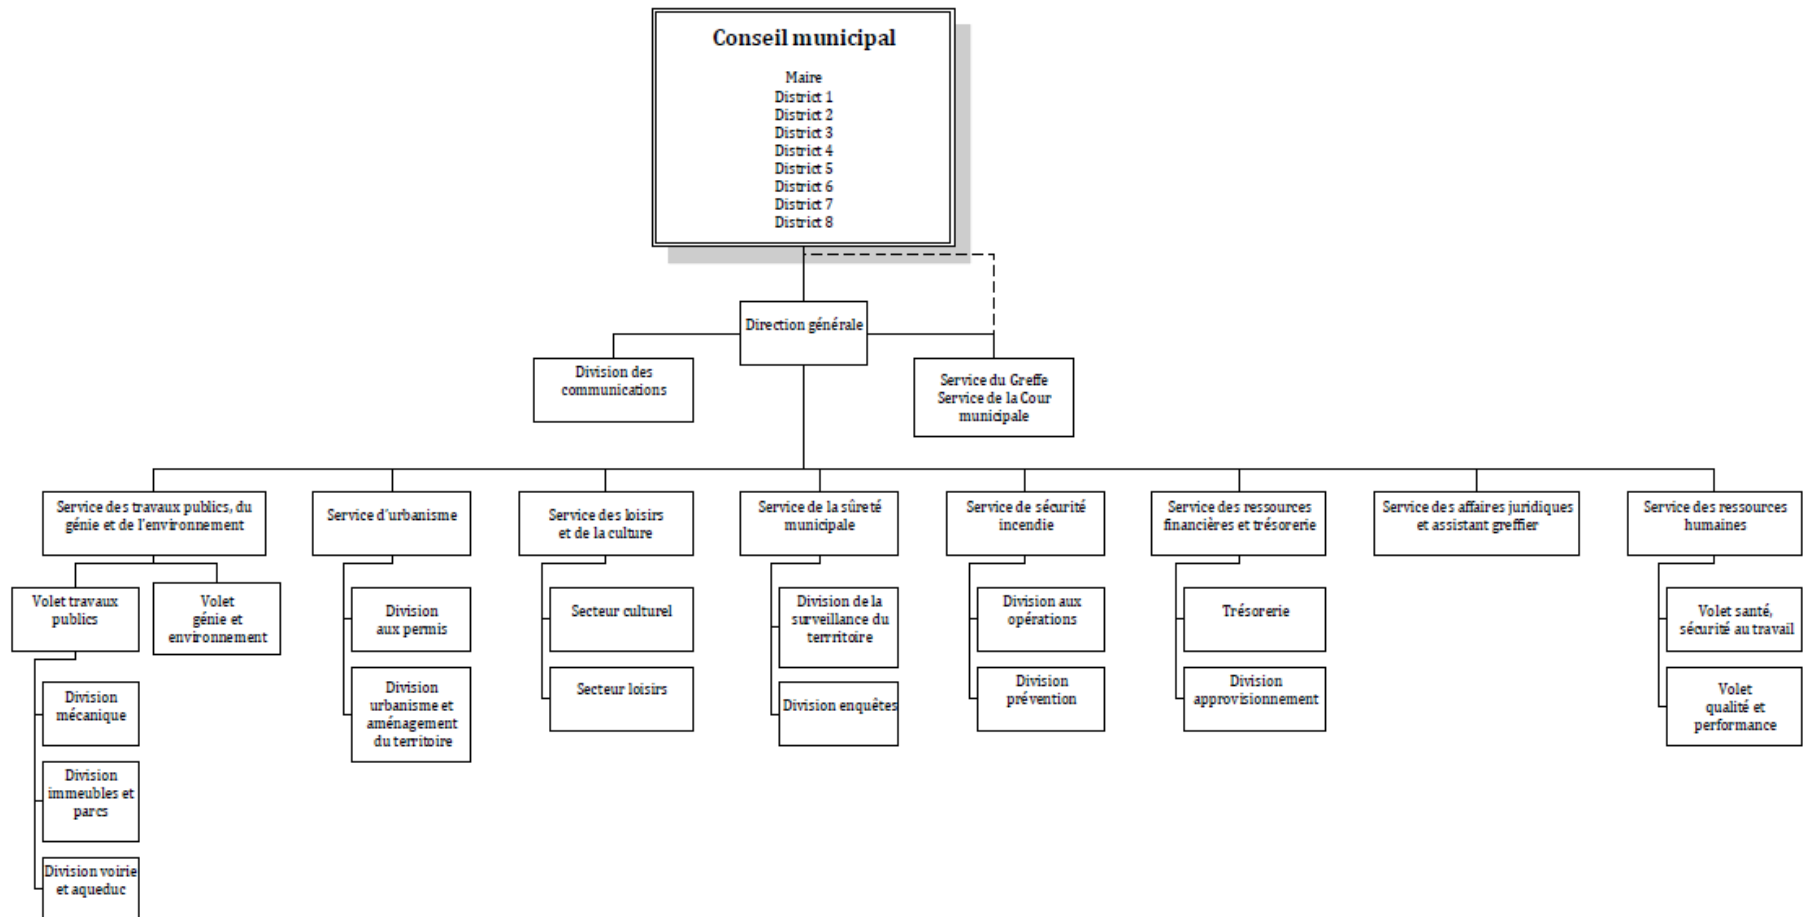 Conseil municipal
Maire
District 1
District 2
District 3
District 4
District 5
District 6
District 7
District 8
Direction générale
Division des
communications
Service du Greffe
Service de la Cour
municipale
Service des travaux publics, du
génie et de l'environnement
Service d'urbanisme
Service des loisirs
et de la culture
Service de la sûreté
municipale
Service de sécurité
incendie
Service des ressources
financières et trésorerie
Service des affaires juridiques
et assistant greffier
Service des ressources
humaines
Volet travaux
publics
Volet
génie et
environnement
Division
mécanique
Division
immeubles et
parcs
Division voirie
et aqueduc
Division
aux permis
Division
urbanisme et
aménagement
du territoire
Secteur culturel
Secteur loisirs
Division de la
surveillance du
terrritoire
Division enquêtes
Division aux
opérations
Division
prévention
Trésorerie
Division
approvisionnement
Volet santé,
sécurité au travail
Volet
qualité et
performance